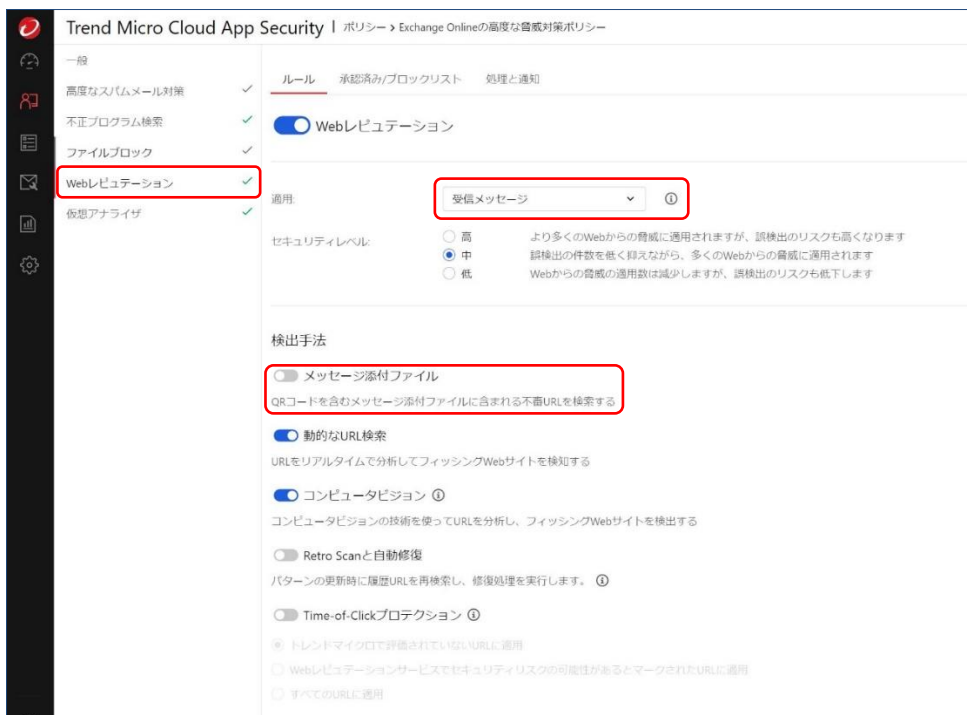 Trend Micro Cloud App Security | ポリシー > Exchange Onlineの高度な脅威対策ポリシー
一般
高度なスパムメール対策
不正プログラム検索
ファイルブロック
Webレピュテーション
仮想アナライザ
ルール 承認済み/ブロックリスト 処理と通知
Webレピュテーション
適用: 受信メッセージ
セキュリティレベル: 高 より多くのWebからの脅威に適用されますが、誤検出のリスクも高くなります
中 誤検出の件数を低く抑えながら、多くのWebからの脅威に適用されます
低 Webからの脅威の適用数は減少しますが、誤検出のリスクも低下します
検出手法
メッセージ添付ファイル
QRコードを含むメッセージ添付ファイルに含まれる不審URLを検索する
動的なURL検索
URLをリアルタイムで分析してフィッシングWebサイトを検知する
コンピュータビジョン
コンピュータビジョンの技術を使ってURLを分析し、フィッシングWebサイトを検出する
Retro Scanと自動修復
パターンの更新時に履歴URLを再検索し、修復処理を実行します。
Time-of-Clickプロテクション
トレンドマイクロで評価されていないURLに適用
Webレピュテーションサービスでセキュリティリスクの可能性があるとマークされたURLに適用
すべてのURLに適用